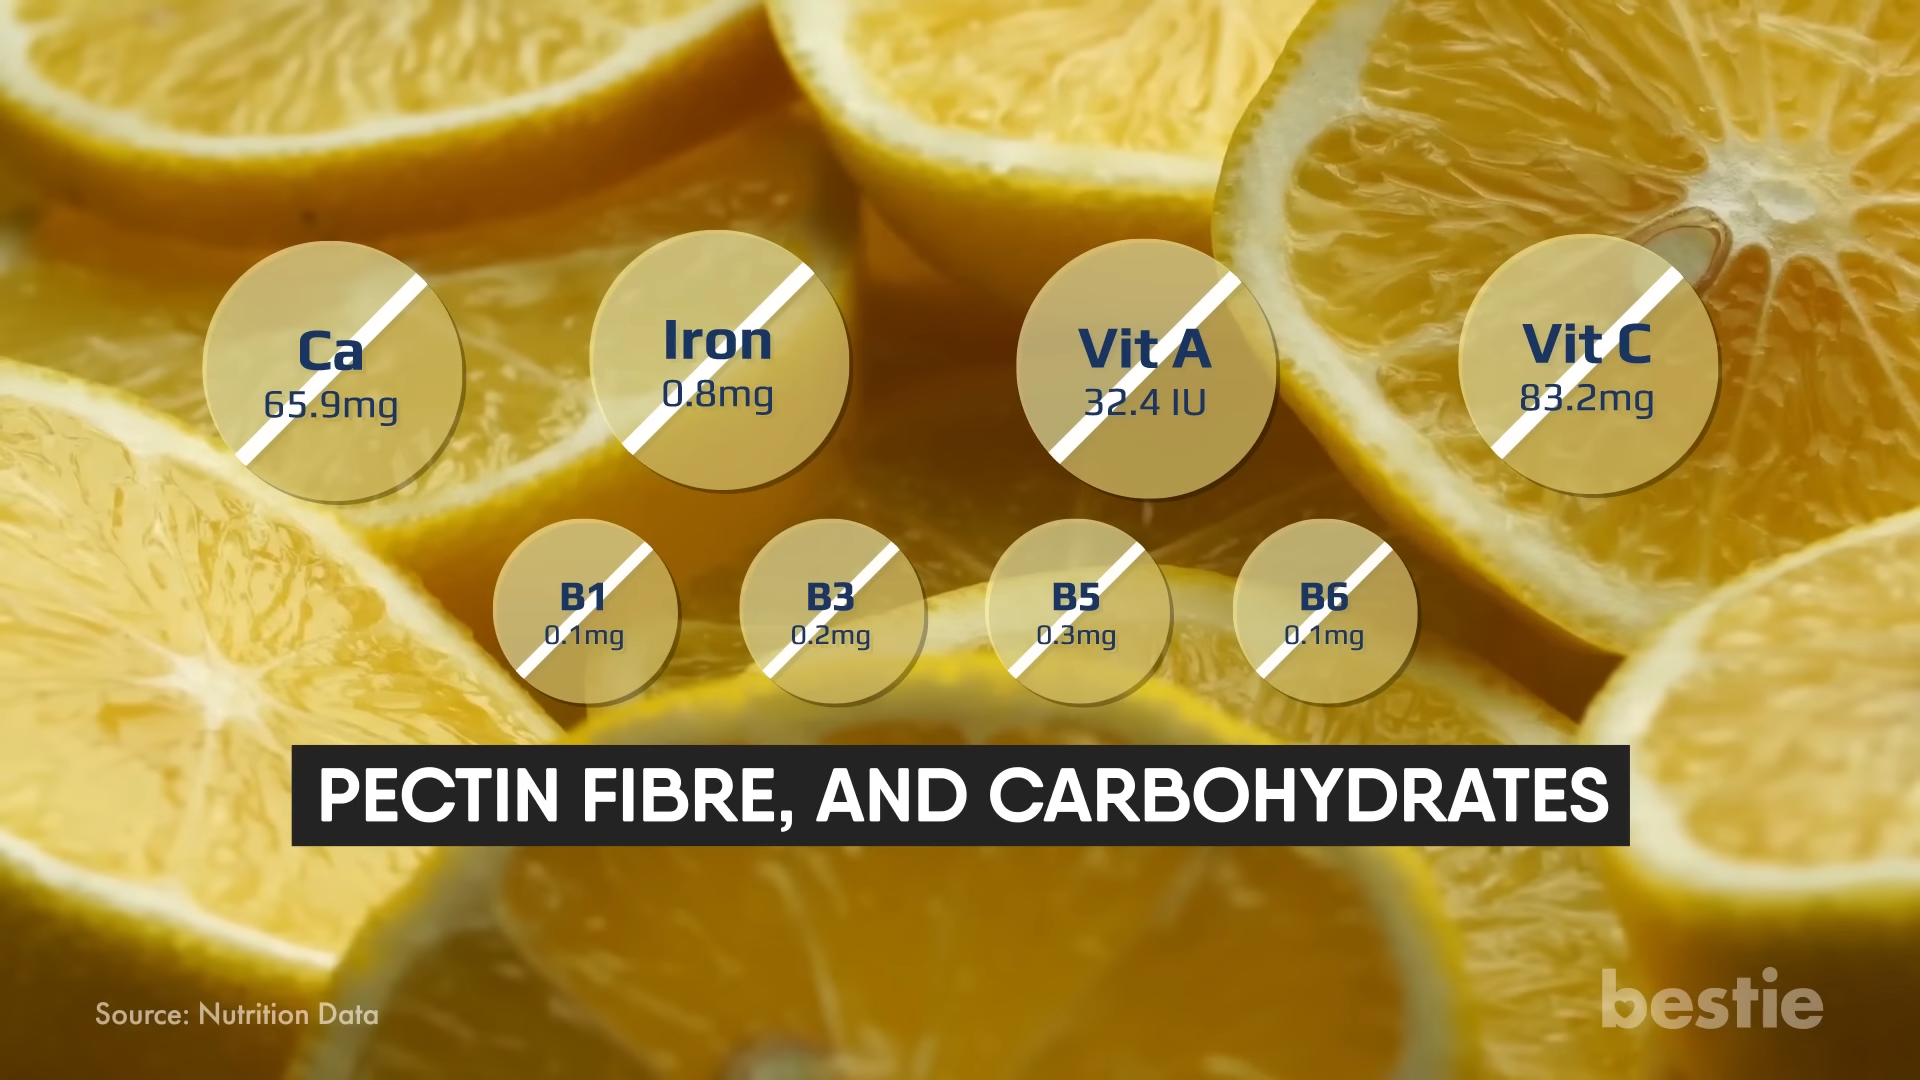 Ca
65.9mg
Iron
0.8mg
Vit A
32.4 IU
Vit C
83.2mg
B1
0.1mg
B3
0.2mg
B5
0.3mg
B6
0.1mg
PECTIN FIBRE, AND CARBOHYDRATES
Source: Nutrition Data
bestie